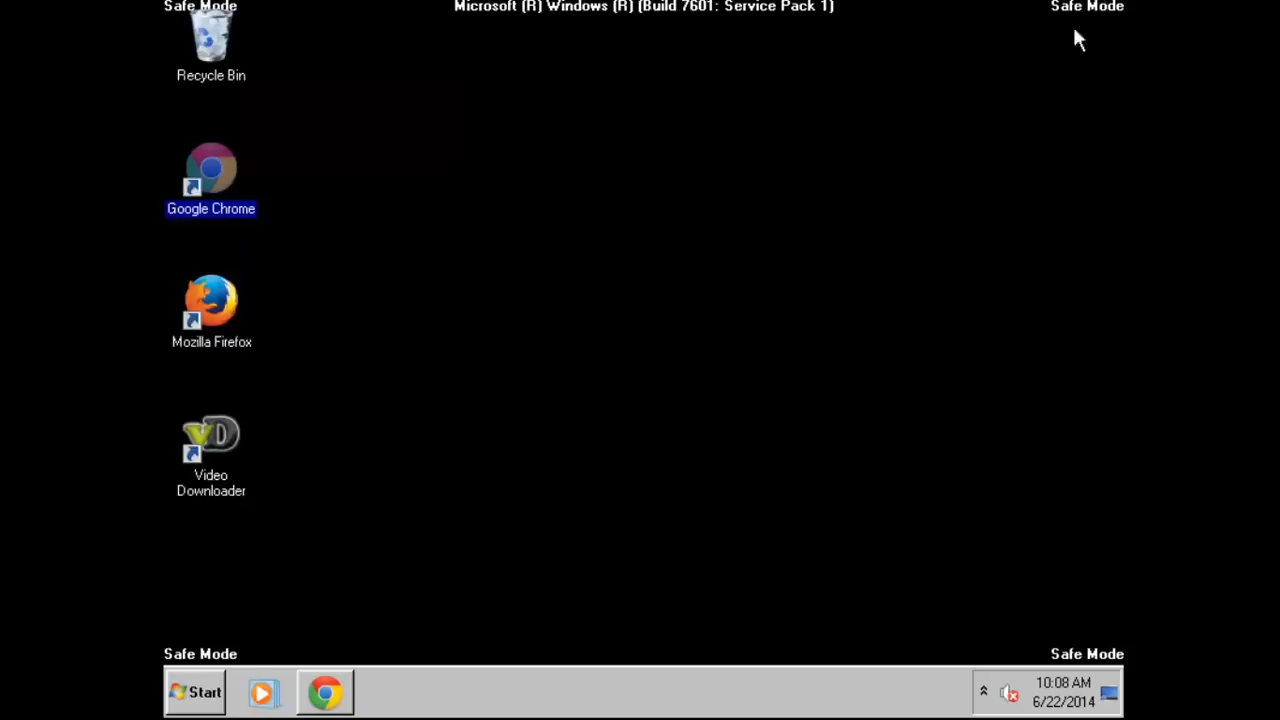 Safe Mode
Microsoft (R) Windows (R) (Build 7601: Service Pack 1)
Safe Mode
Recycle Bin
Google Chrome
Mozilla Firefox
VD
Video
Downloader
Safe Mode
Safe Mode
Start
10:08 AM
6/22/2014